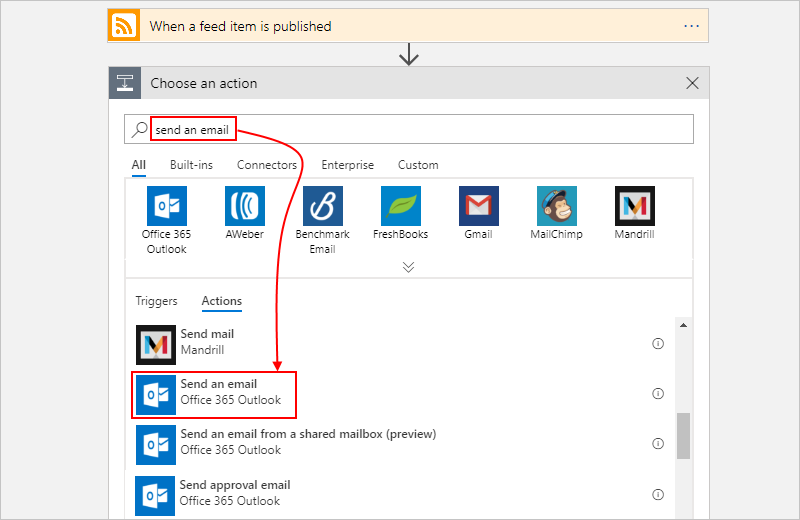 When a feed item is published
Choose an action
send an email
All Built-ins Connectors Enterprise Custom
Office 365 Outlook
AWeber
Benchmark Email
FreshBooks
Gmail
MailChimp
Mandrill
Triggers Actions
Send mail
Mandrill
Send an email
Office 365 Outlook
Send an email from a shared mailbox (preview)
Office 365 Outlook
Send approval email
Office 365 Outlook